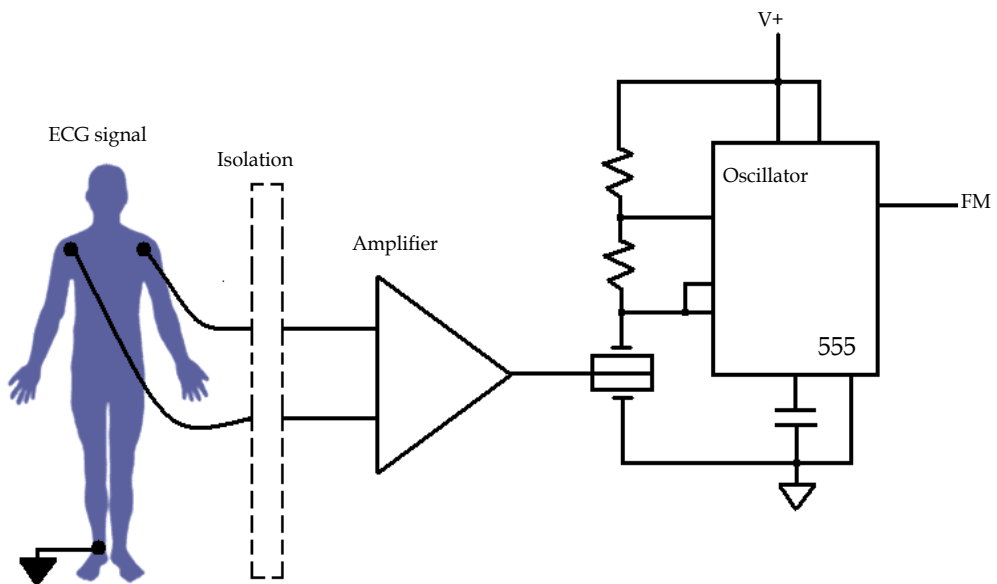 V+
ECG signal
Isolation
Oscillator
FM
Amplifier
555